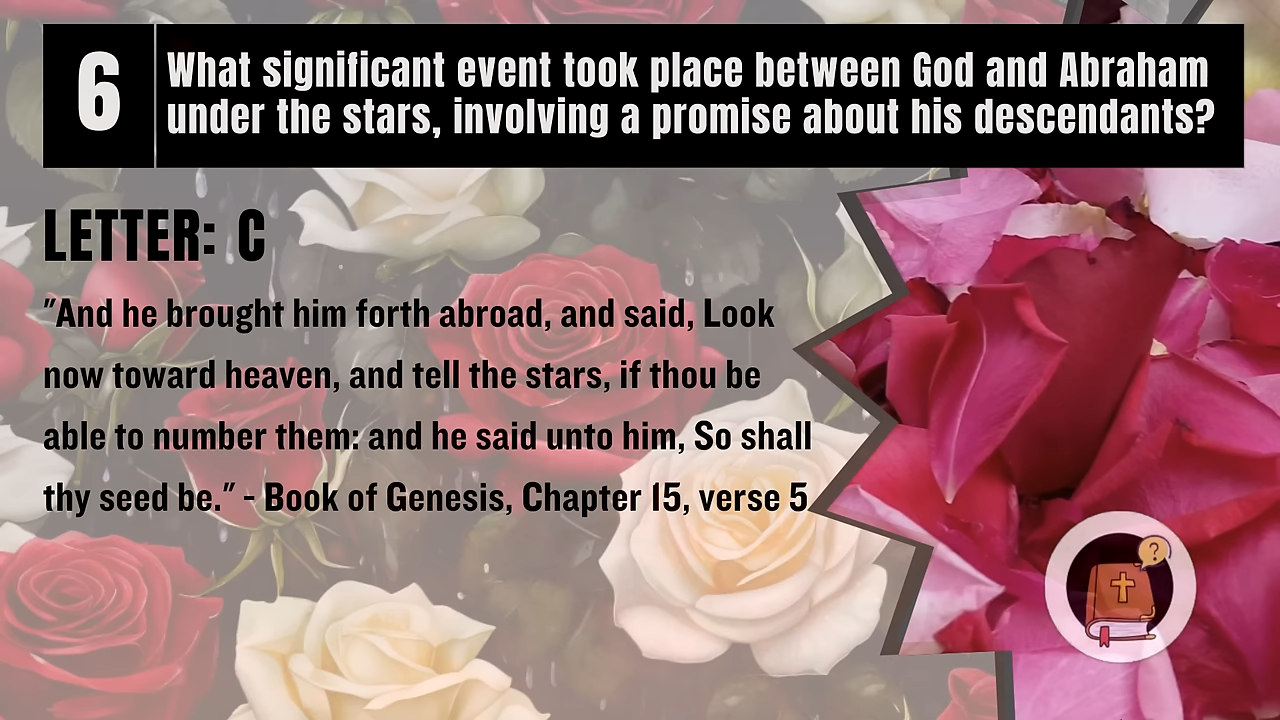 6
What significant event took place between God and Abraham
under the stars, involving a promise about his descendants?
LETTER: C
"And he brought him forth abroad, and said, Look
now toward heaven, and tell the stars, if thou be
able to number them: and he said unto him, So shall
thy seed be." - Book of Genesis, Chapter 15, verse 5
?